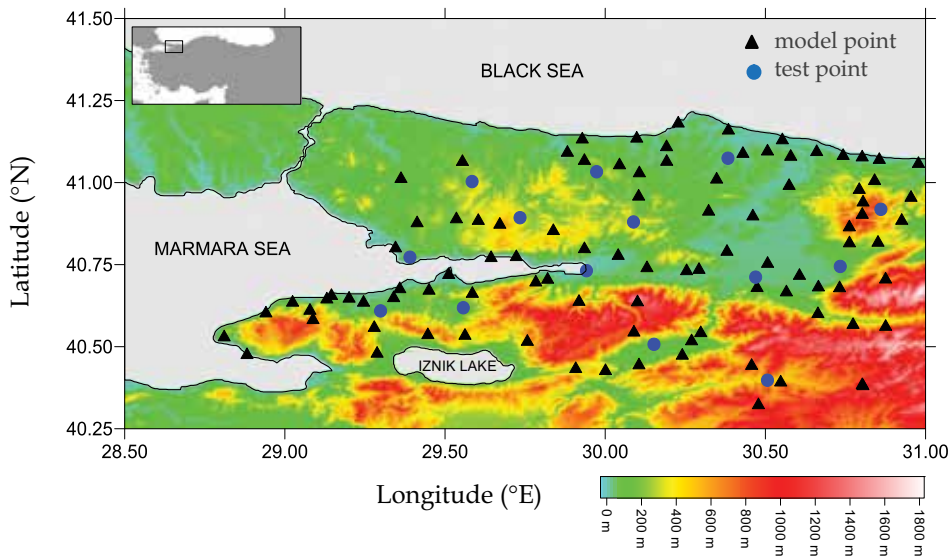 41.50
41.25
41.00
40.75
40.50
40.25
Latitude (°N)
BLACK SEA
MARMARA SEA
IZNIK LAKE
model point
test point
28.50 29.00 29.50 30.00 30.50 31.00
Longitude (°E)
0 m 200 m 400 m 600 m 800 m 1000 m 1200 m 1400 m 1600 m 1800 m